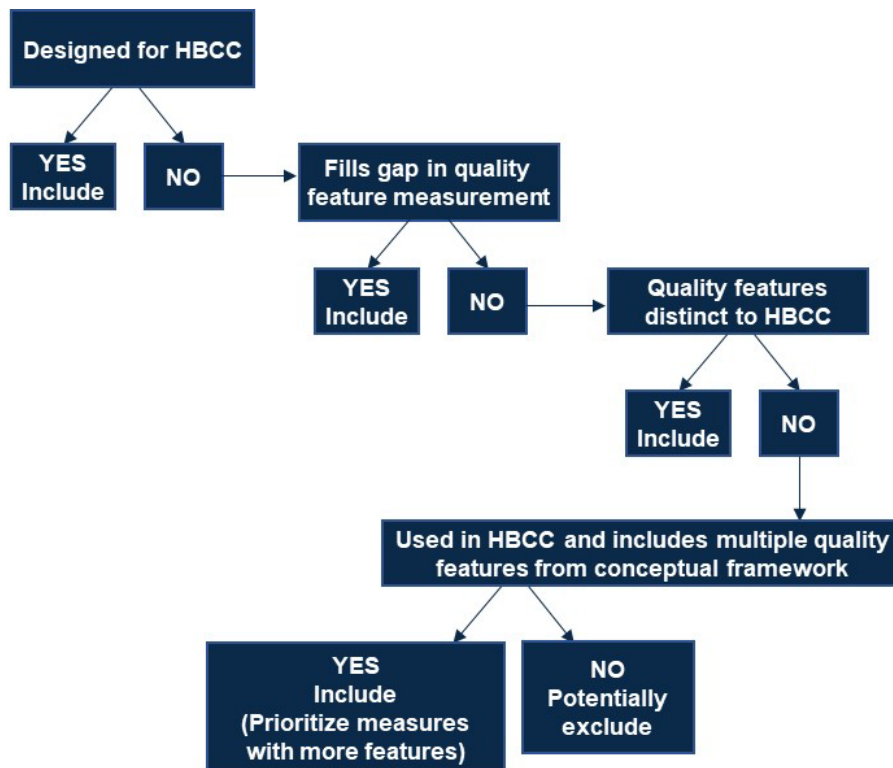 Designed for HBCC
YES
Include
NO
Fills gap in quality
feature measurement
YES
Include
NO
Quality features
distinct to HBCC
YES
Include
NO
Used in HBCC and includes multiple quality
features from conceptual framework
YES
Include
(Prioritize measures
with more features)
NO
Potentially
exclude